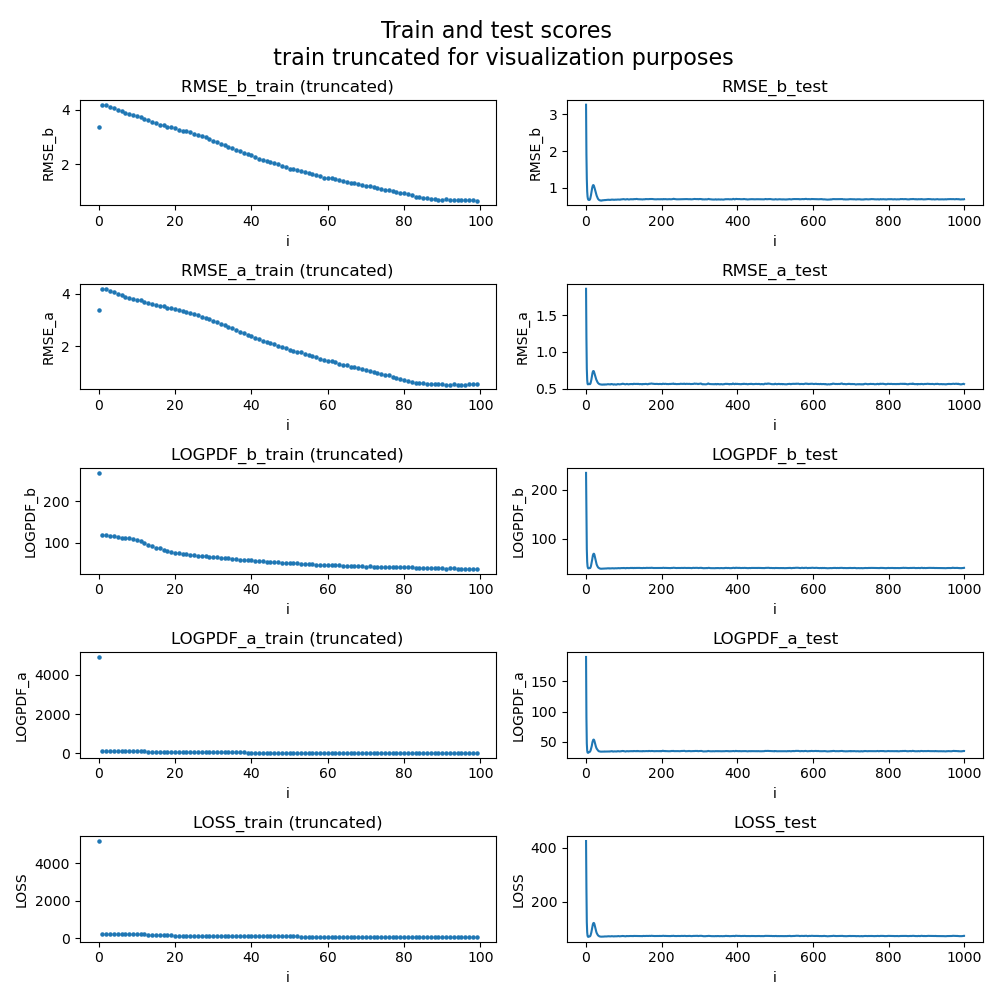 Train and test scores
train truncated for visualization purposes
RMSE_b_train (truncated)
RMSE_b
4
2
0 20 40 60 80 100
i
RMSE_b_test
RMSE_b
3
2
1
0 200 400 600 800 1000
i
RMSE_a_train (truncated)
RMSE_a
4
2
0 20 40 60 80 100
i
RMSE_a_test
RMSE_a
1.5
1.0
0.5
0 200 400 600 800 1000
i
LOGPDF_b_train (truncated)
LOGPDF_b
200
100
0 20 40 60 80 100
i
LOGPDF_b_test
LOGPDF_b
200
100
0 200 400 600 800 1000
i
LOGPDF_a_train (truncated)
LOGPDF_a
4000
2000
0
0 20 40 60 80 100
i
LOGPDF_a_test
LOGPDF_a
150
100
50
0 200 400 600 800 1000
i
LOSS_train (truncated)
LOSS
4000
2000
0
0 20 40 60 80 100
i
LOSS_test
LOSS
400
200
0 200 400 600 800 1000
i